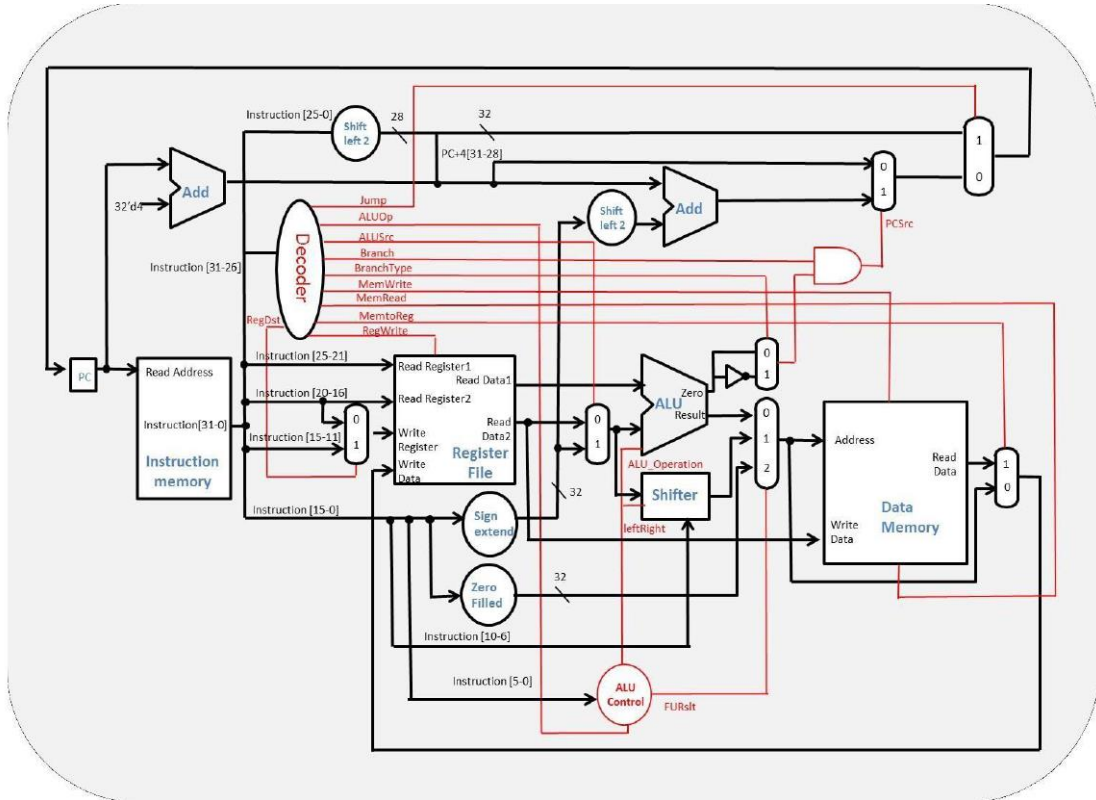 Instruction [25-0]
Shift
left 2
28
32
1
0
PC+4[31-28]
Add
32'd4
0
1
Shift
left 2
Add
PCSrc
Jump
ALUOp
ALUSrc
Branch
BranchType
MemWrite
MemRead
MemtoReg
RegWrite
Decoder
Instruction [31-26]
RegDst
PC
Read Address
Instruction[31-0]
Instruction
memory
Instruction [25-21]
Instruction [20-16]
Instruction [15-11]
0
1
Read Register1
Read Data1
Read Register2
Read
Data2
Write
Register
Register
File
Write
Data
0
1
Zero
ALU
Result
0
1
0
1
2
ALU_Operation
Shifter
leftRight
Address
Read
Data
Data
Memory
Write
Data
1
0
Instruction [15-0]
Sign
extend
32
Zero
Filled
32
Instruction [10-6]
Instruction [5-0]
ALU
Control
FURslt